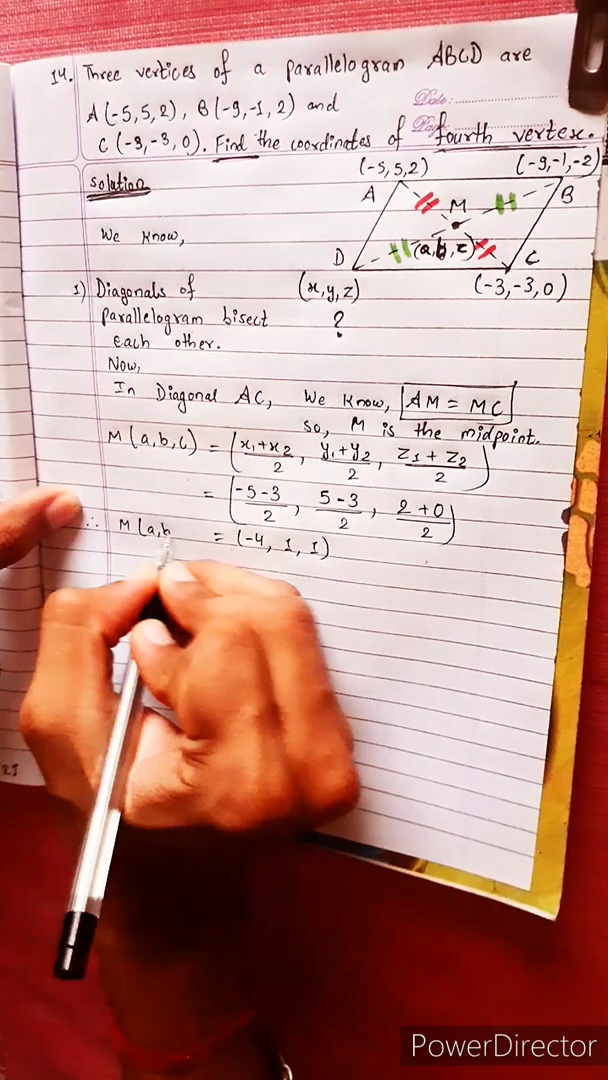 14. Three vertices of a parallelogram ABCD are
A(-5,5,2), B(-9,-1,2) and
Date:
Page:
C(-9,-3,0). Find the coordinates of fourth vertex.
Solution
(-5,5,2) (-9,-1,-2)
A B
M
We Know,
D (a,b,c) C
1) Diagonals of (x,y,z) (-3,-3,0)
parallelogram bisect ?
each other.
Now,
In Diagonal AC, We Know, AM = MC
so, M is the midpoint.
M(a,b,c) = (x₁+x₂/2, y₁+y₂/2, z₁+z₂/2)
= (-5-3/2, 5-3/2, 2+0/2)
∴ M(a,b = (-4, 1, 1)
PowerDirector